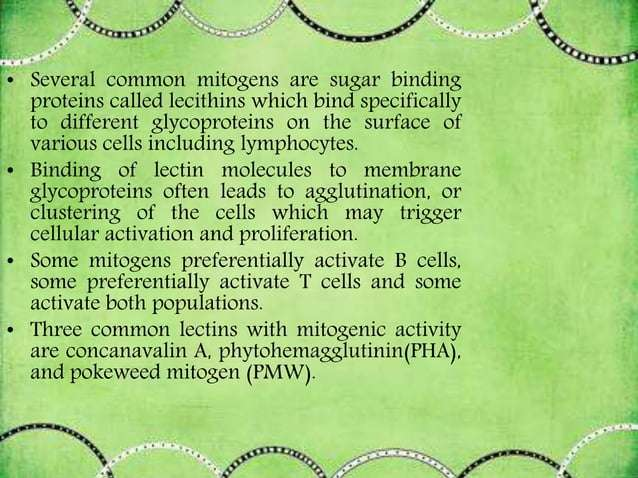 • Several common mitogens are sugar binding
proteins called lecithins which bind specifically
to different glycoproteins on the surface of
various cells including lymphocytes.
• Binding of lectin molecules to membrane
glycoproteins often leads to agglutination, or
clustering of the cells which may trigger
cellular activation and proliferation.
• Some mitogens preferentially activate B cells,
some preferentially activate T cells and some
activate both populations.
• Three common lectins with mitogenic activity
are concanavalin A, phytohemagglutinin(PHA),
and pokeweed mitogen (PMW).